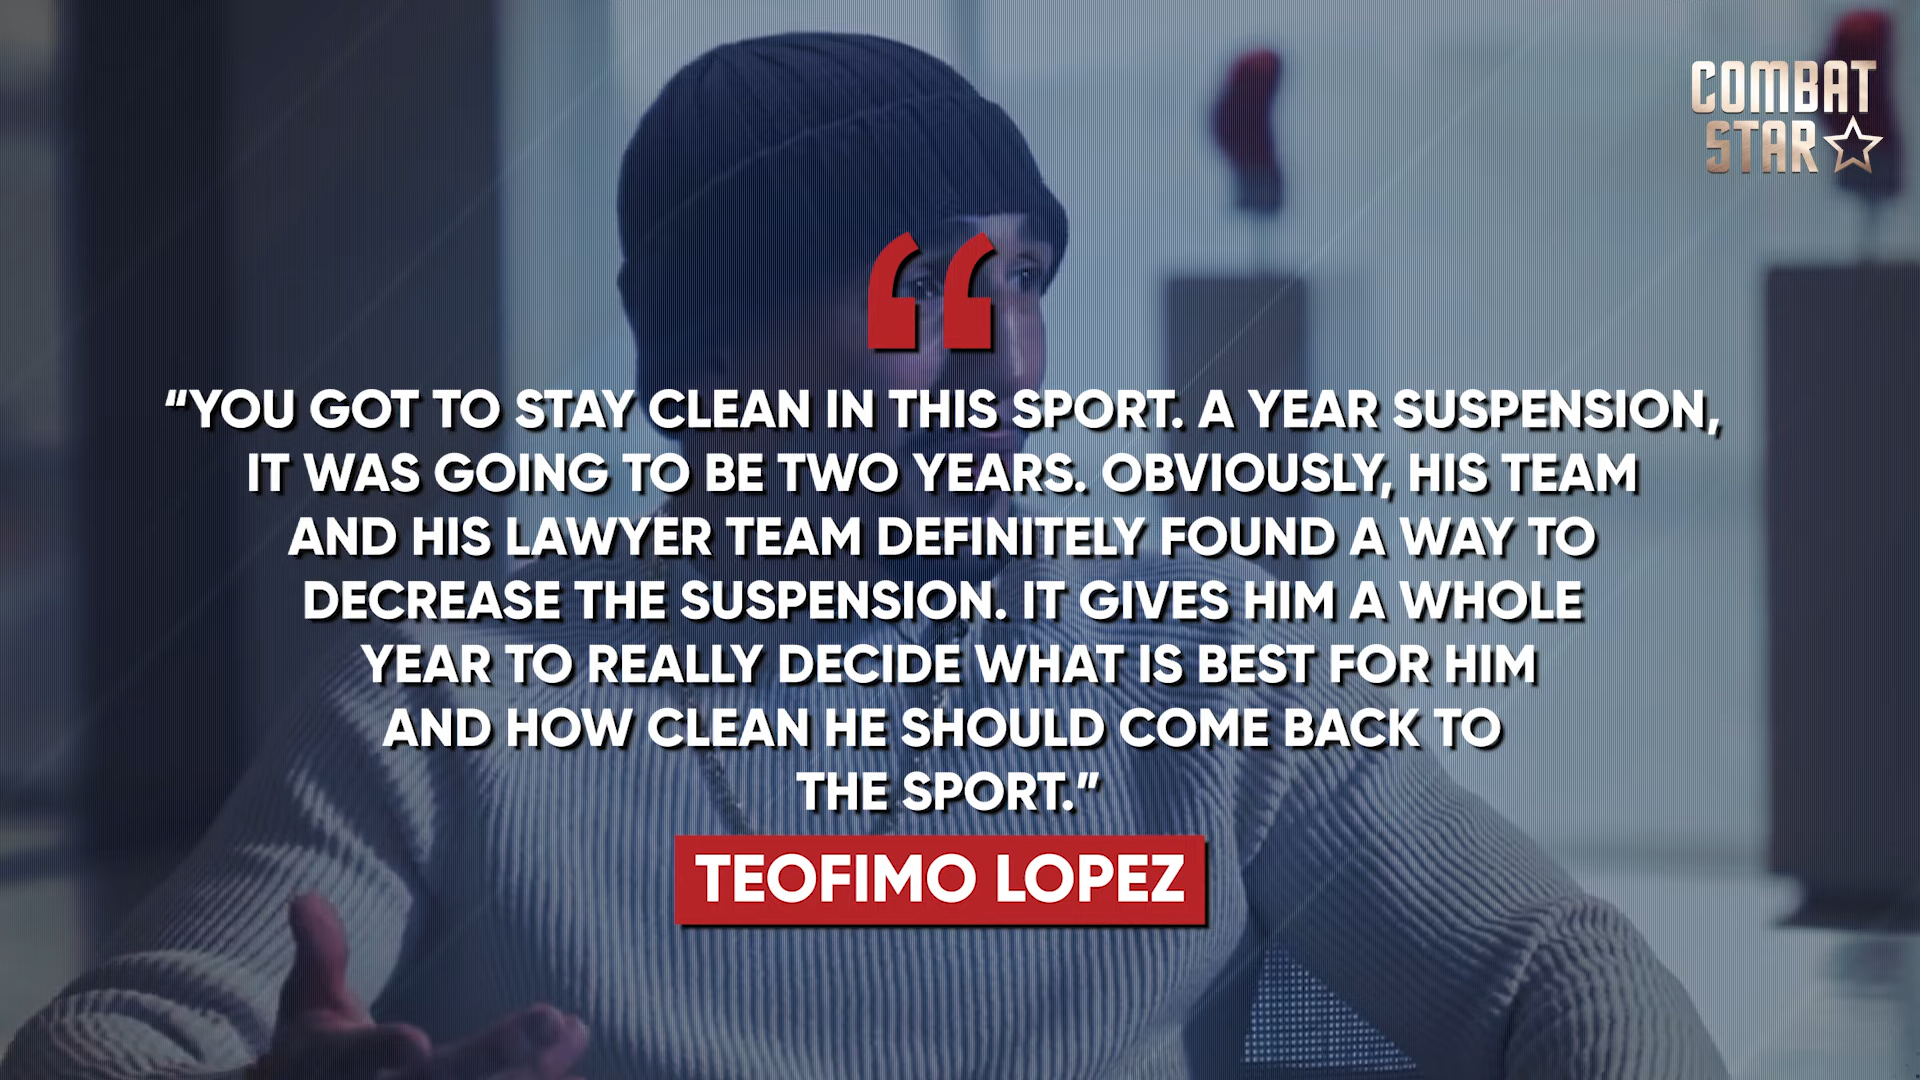 COMBAT
STAR
“
“YOU GOT TO STAY CLEAN IN THIS SPORT. A YEAR SUSPENSION,
IT WAS GOING TO BE TWO YEARS. OBVIOUSLY, HIS TEAM
AND HIS LAWYER TEAM DEFINITELY FOUND A WAY TO
DECREASE THE SUSPENSION. IT GIVES HIM A WHOLE
YEAR TO REALLY DECIDE WHAT IS BEST FOR HIM
AND HOW CLEAN HE SHOULD COME BACK TO
THE SPORT.”
TEOFIMO LOPEZ